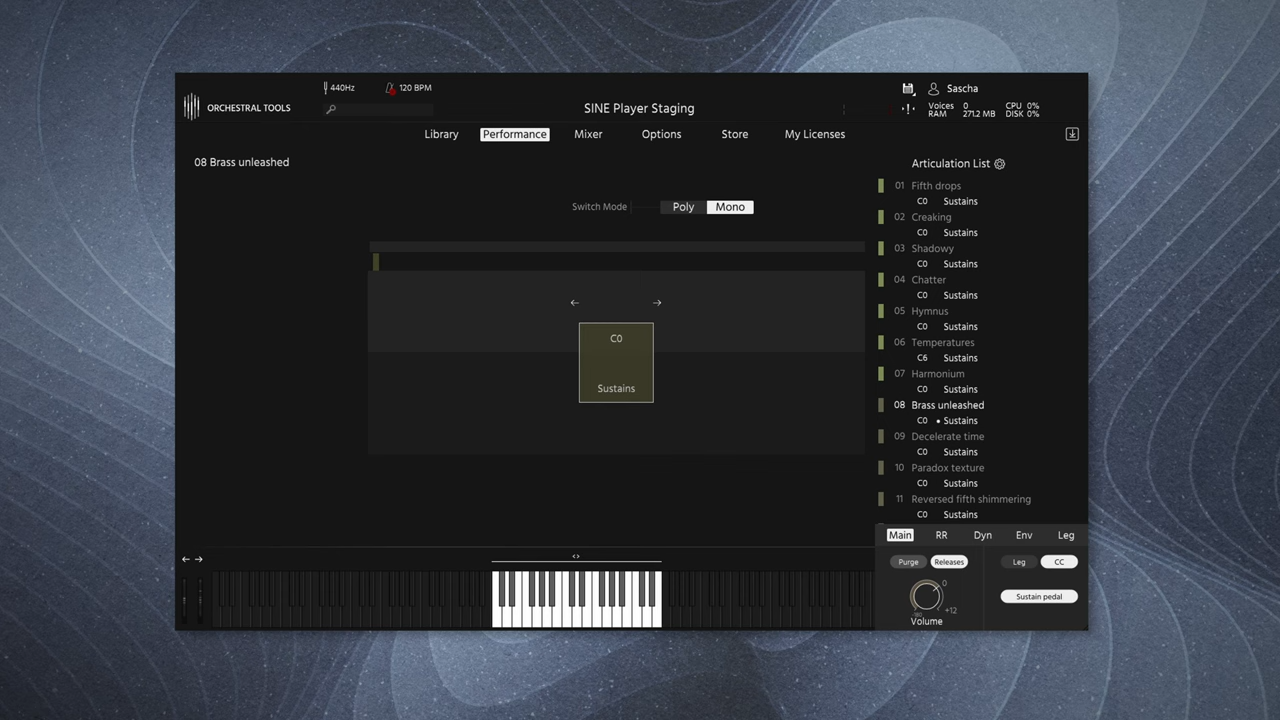 440Hz
120 BPM
Sascha
ORCHESTRAL TOOLS
SINE Player Staging
Voices 0 CPU 0%
RAM 271.2 MB DISK 0%
Library Performance Mixer Options Store My Licenses
08 Brass unleashed
Articulation List
Switch Mode Poly Mono
01 Fifth drops
C0 Sustains
02 Creaking
C0 Sustains
03 Shadowy
C0 Sustains
04 Chatter
C0 Sustains
05 Hymnus
C0 Sustains
06 Temperatures
C6 Sustains
07 Harmonium
C0 Sustains
08 Brass unleashed
C0 • Sustains
09 Decelerate time
C0 Sustains
10 Paradox texture
C0 Sustains
11 Reversed fifth shimmering
C0 Sustains
C0
Sustains
Main RR Dyn Env Leg
Purge Releases Leg CC
0
+12
Volume
Sustain pedal